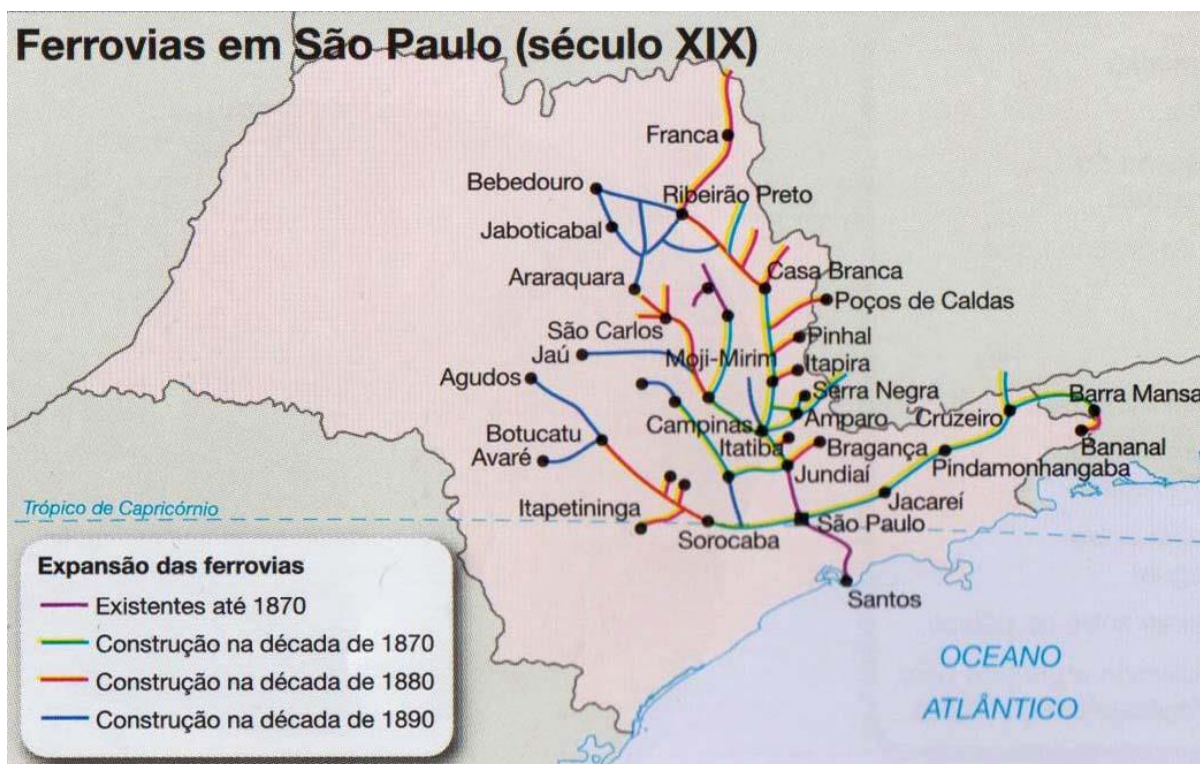 Ferrovias em São Paulo (século XIX)
Franca
Bebedouro
Ribeirão Preto
Jaboticabal
Araraquara
Casa Branca
Poços de Caldas
São Carlos
Pinhal
Jaú
Moji-Mirim
Itapira
Agudos
Serra Negra
Barra Mansa
Campinas
Amparo
Cruzeiro
Botucatu
Itatiba
Bragança
Bananal
Avaré
Jundiaí
Pindamonhangaba
Jacareí
Trópico de Capricórnio
Itapetininga
São Paulo
Sorocaba
Santos
Expansão das ferrovias
Existentes até 1870
Construção na década de 1870
Construção na década de 1880
Construção na década de 1890
OCEANO
ATLÂNTICO